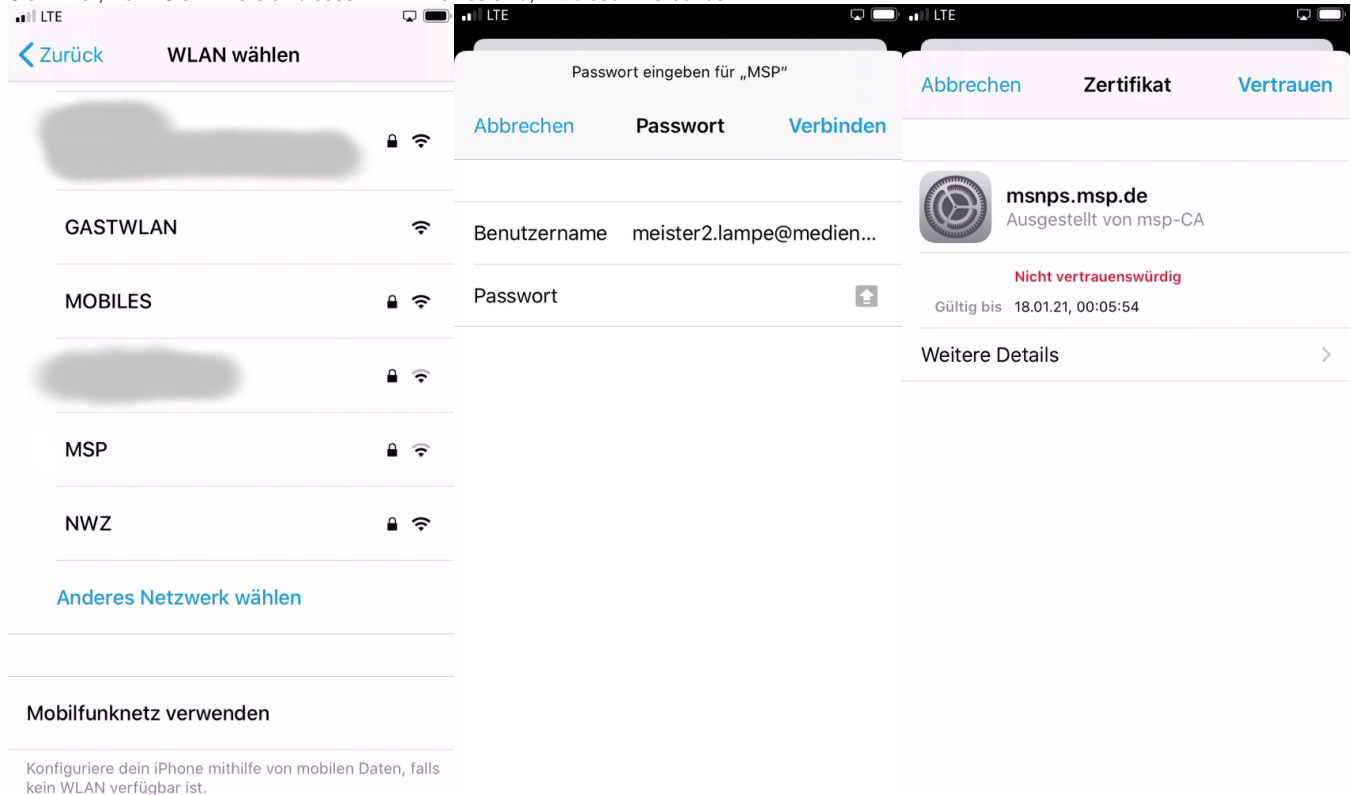 LTE
Zurück WLAN wählen
GASTWLAN
MOBILES
MSP
NWZ
Anderes Netzwerk wählen
Mobilfunknetz verwenden
Konfiguriere dein iPhone mithilfe von mobilen Daten, falls
kein WLAN verfügbar ist.
LTE
Passwort eingeben für „MSP“
Abbrechen Passwort Verbinden
Benutzername meister2.lampe@medien...
Passwort
LTE
Abbrechen Zertifikat Vertrauen
msnps.msp.de
Ausgestellt von msp-CA
Nicht vertrauenswürdig
Gültig bis 18.01.21, 00:05:54
Weitere Details